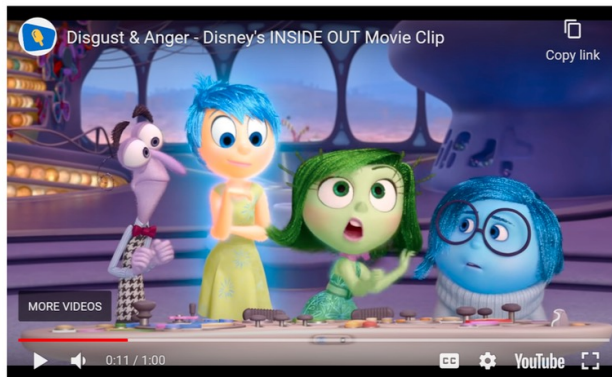 Disgust & Anger - Disney's INSIDE OUT Movie Clip
Copy link
MORE VIDEOS
0:11 / 1:00
CC
YouTube